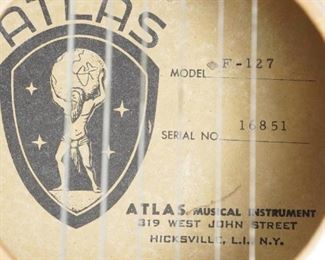 ATLAS
MODEL F-127
SERIAL NO. 16851
ATLAS MUSICAL INSTRUMENT
319 WEST JOHN STREET
HICKSVILLE, L.I. N.Y.